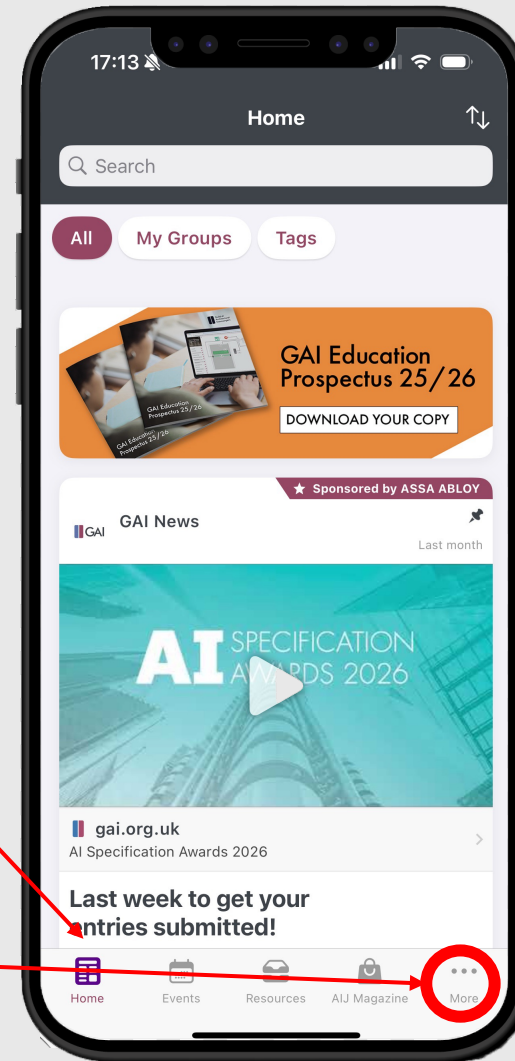 17:13
Home
Search
All
My Groups
Tags
GAI Education
Prospectus 25/26
GAI Education
Prospectus 25/26
GAI Education
Prospectus 25/26
DOWNLOAD YOUR COPY
★ Sponsored by ASSA ABLOY
GAI
GAI News
Last month
AI SPECIFICATION
AWARDS 2026
gai.org.uk
AI Specification Awards 2026
Last week to get your
entries submitted!
Home
Events
Resources
AIJ Magazine
More